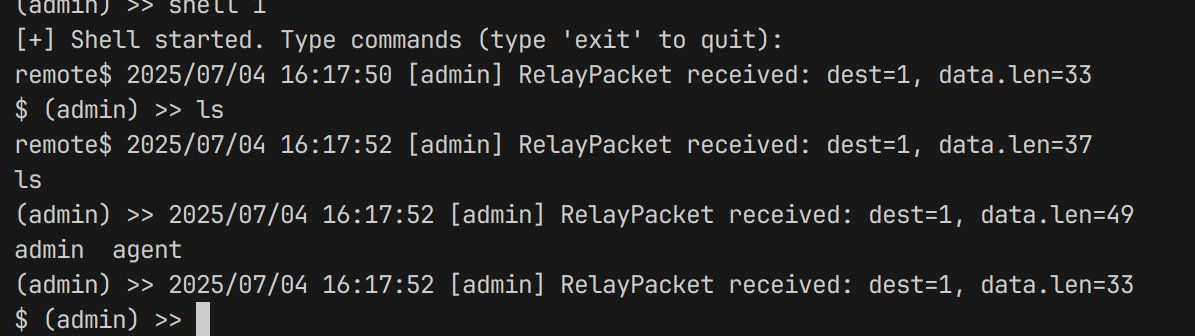 (admin) >> shell 1
[+] Shell started. Type commands (type 'exit' to quit):
remote$ 2025/07/04 16:17:50 [admin] RelayPacket received: dest=1, data.len=33
$ (admin) >> ls
remote$ 2025/07/04 16:17:52 [admin] RelayPacket received: dest=1, data.len=37
ls
(admin) >> 2025/07/04 16:17:52 [admin] RelayPacket received: dest=1, data.len=49
admin  agent
(admin) >> 2025/07/04 16:17:52 [admin] RelayPacket received: dest=1, data.len=33
$ (admin) >>